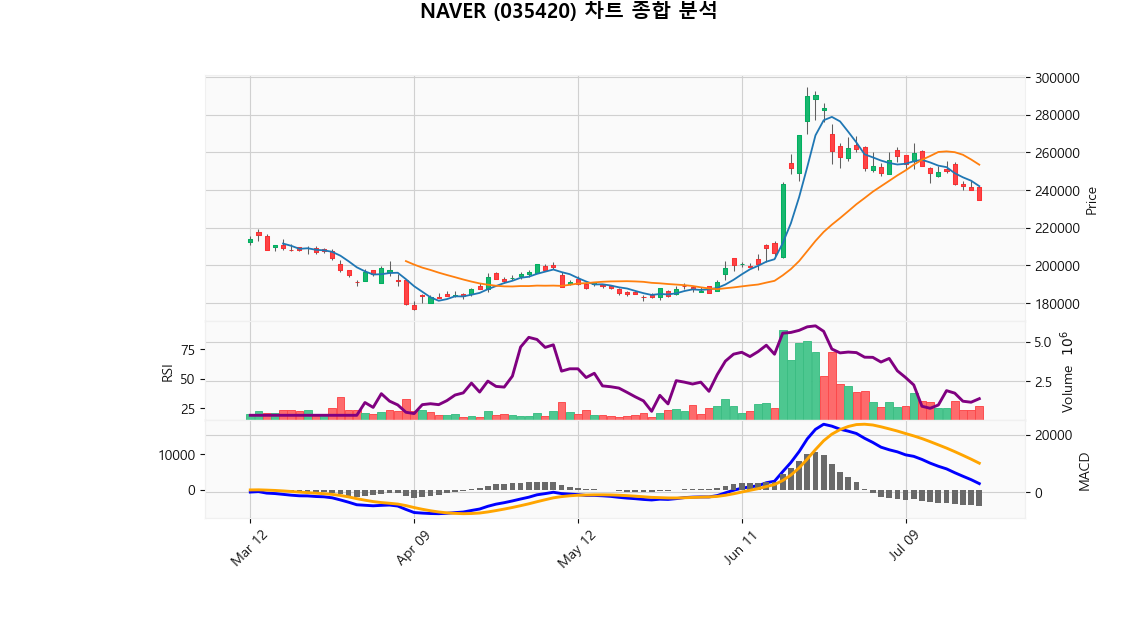 NAVER (035420) 차트 종합 분석
300000
280000
260000
240000
220000
200000
180000
Price
75
50
25
RSI
5.0
2.5
Volume 10^6
10000
0
20000
0
MACD
Mar 12
Apr 09
May 12
Jun 11
Jul 09